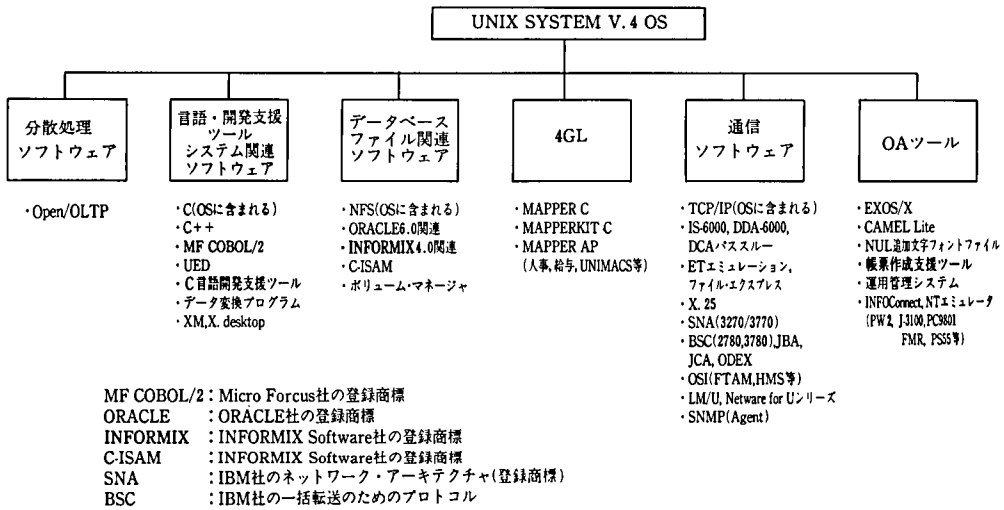 UNIX SYSTEM V.4 OS
分散処理
ソフトウェア
・Open/OLTP
言語・開発支援
ツール
システム関連
ソフトウェア
・C(OSに含まれる)
・C++
・MF COBOL/2
・UED
・C言語開発支援ツール
・データ変換プログラム
・XM,X. desktop
データベース
ファイル関連
ソフトウェア
・NFS(OSに含まれる)
・ORACLE6.0関連
・INFORMIX4.0関連
・C-ISAM
・ボリューム・マネージャ
4GL
・MAPPER C
・MAPPERKIT-C
・MAPPER AP
(人事,給与,UNIMACS等)
通信
ソフトウェア
・TCP/IP(OSに含まれる)
・IS-6000, DDA-6000,
DCAパススルー
・ETエミュレーション,
ファイル・エクスプレス
・X. 25
・SNA(3270/3770)
・BSC(2780,3780),JBA,
JCA, ODEX
・OSI(FTAM,HMS等)
・LM/U, Netware for Uシリーズ
・SNMP(Agent)
OAツール
・EXOS/X
・CAMEL Lite
・NUL追加文字フォントファイル
・帳票作成支援ツール
・運用管理システム
・INFOConnect, NTエミュレータ
(PW2, J-3100,PC9801
FMR, PS55等)
MF COBOL/2：Micro Forcus社の登録商標
ORACLE：ORACLE社の登録商標
INFORMIX：INFORMIX Software社の登録商標
C-ISAM：INFORMIX Software社の登録商標
SNA：IBM社のネットワーク・アーキテクチャ(登録商標)
BSC：IBM社の一括転送のためのプロトコル